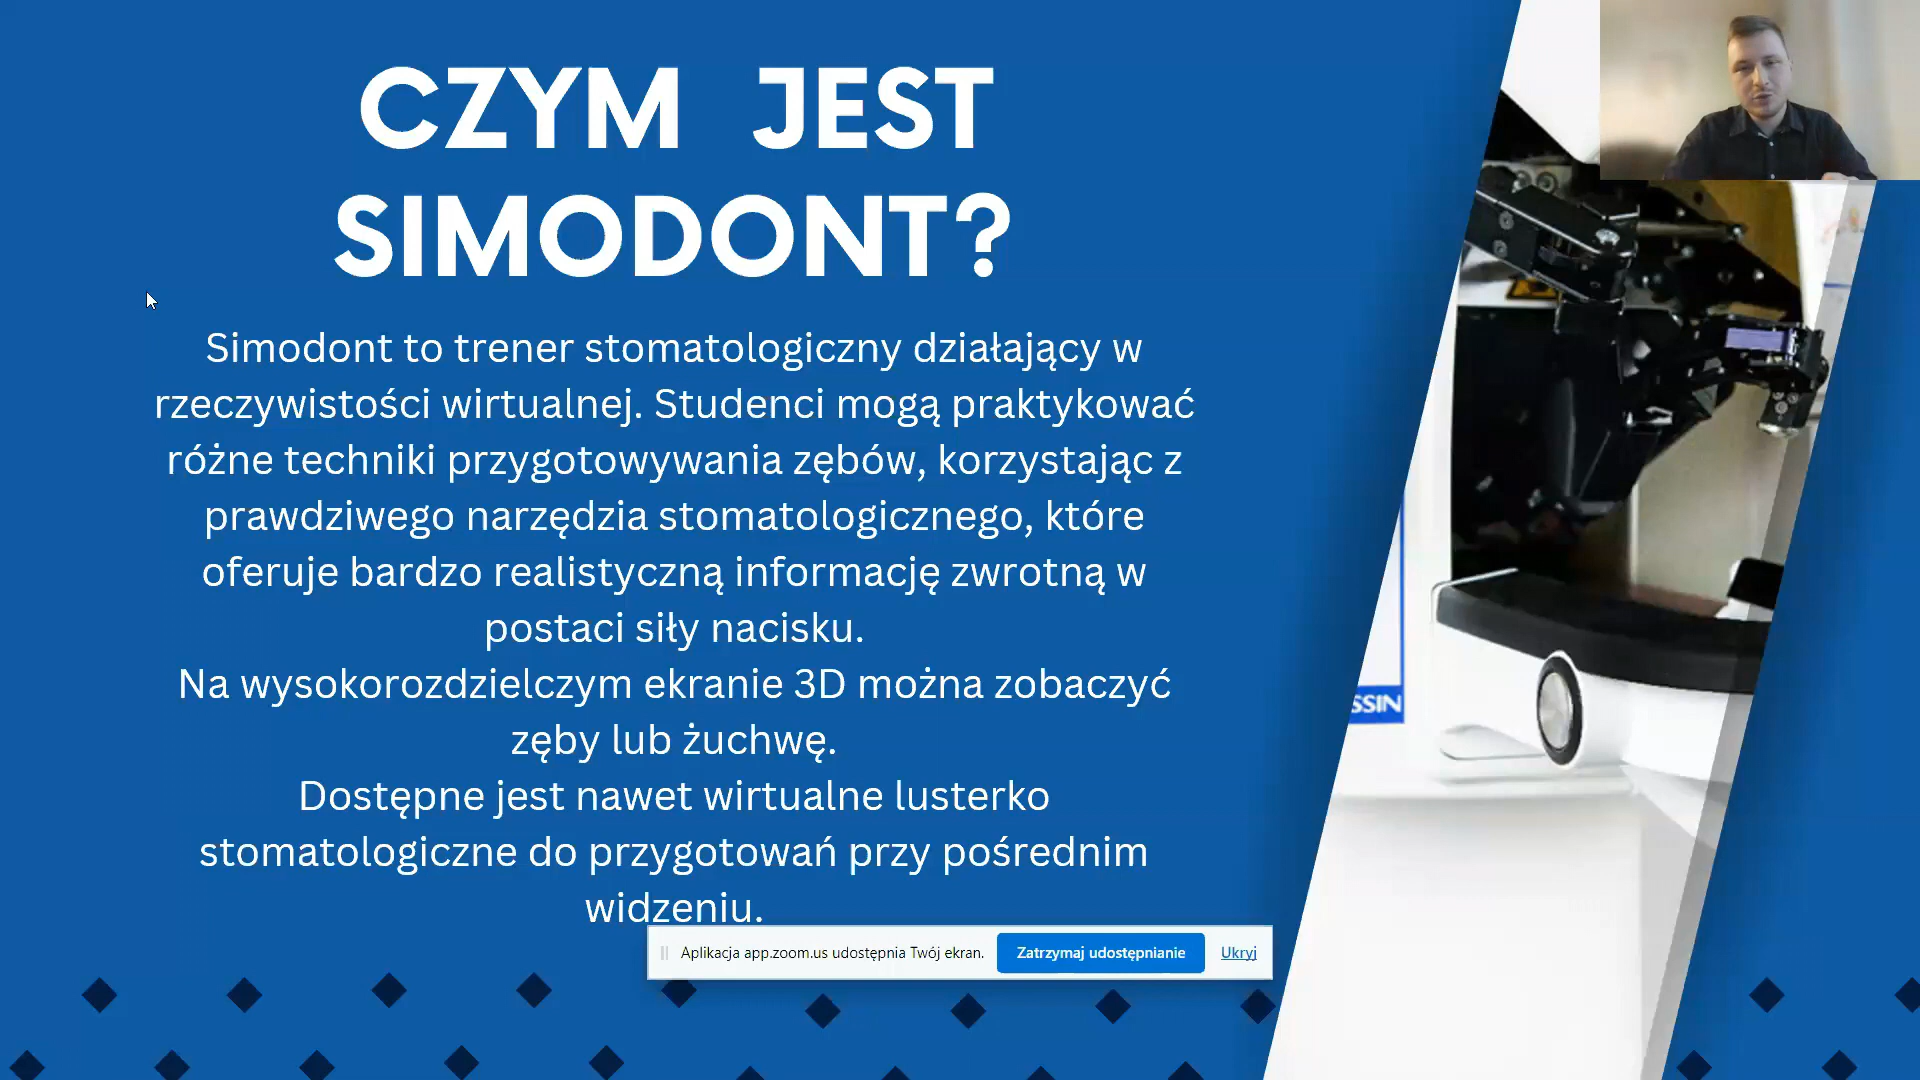 CZYM JEST
SIMODONT?
Simodont to trener stomatologiczny działający w
rzeczywistości wirtualnej. Studenci mogą praktykować
różne techniki przygotowywania zębów, korzystając z
prawdziwego narzędzia stomatologicznego, które
oferuje bardzo realistyczną informację zwrotną w
postaci siły nacisku.
Na wysokorozdzielczym ekranie 3D można zobaczyć
zęby lub żuchwę.
Dostępne jest nawet wirtualne lusterko
stomatologiczne do przygotowań przy pośrednim
widzeniu.
SSIN
Aplikacja app.zoom.us udostępnia Twój ekran.
Zatrzymaj udostępnianie
Ukryj